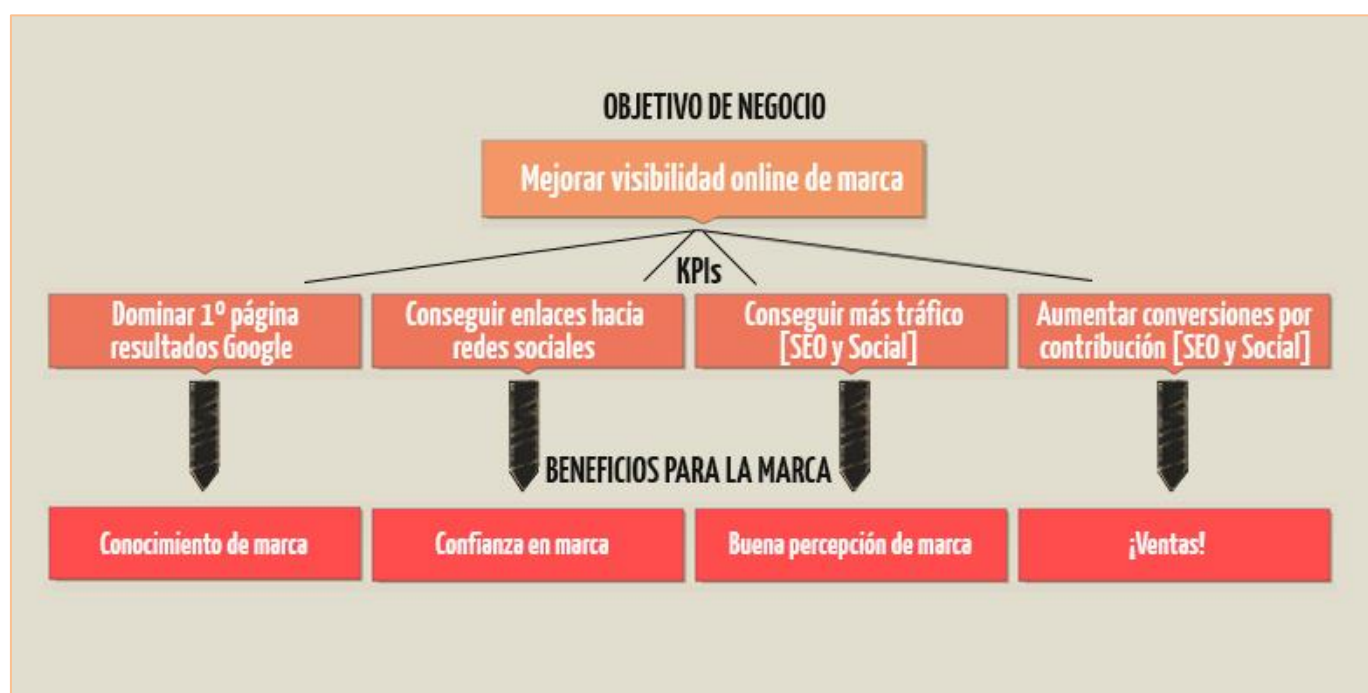 OBJETIVO DE NEGOCIO
Mejorar visibilidad online de marca
KPIs
Dominar 1º página
resultados Google
Conseguir enlaces hacia
redes sociales
Conseguir más tráfico
[SEO y Social]
Aumentar conversiones por
contribución [SEO y Social]
BENEFICIOS PARA LA MARCA
Conocimiento de marca
Confianza en marca
Buena percepción de marca
¡Ventas!